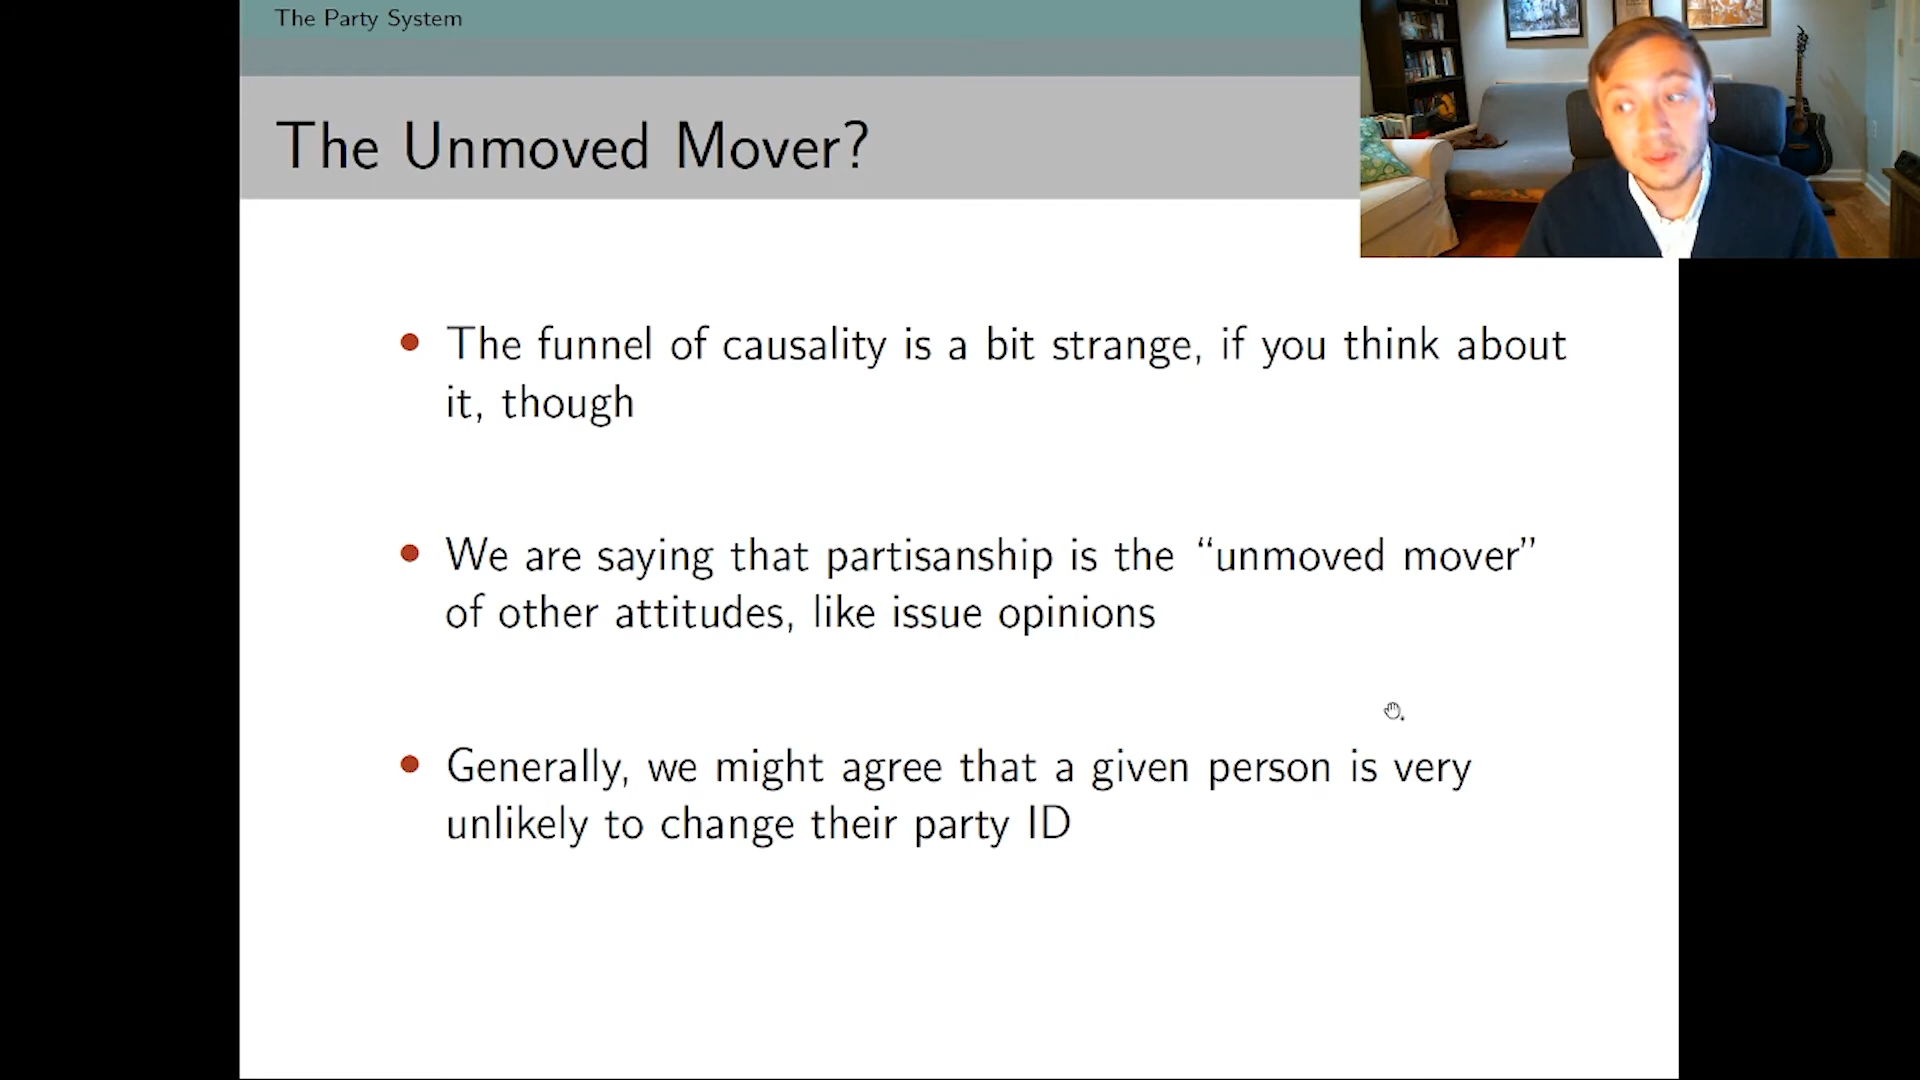 The Party System
The Unmoved Mover?
• The funnel of causality is a bit strange, if you think about
it, though
• We are saying that partisanship is the “unmoved mover”
of other attitudes, like issue opinions
• Generally, we might agree that a given person is very
unlikely to change their party ID